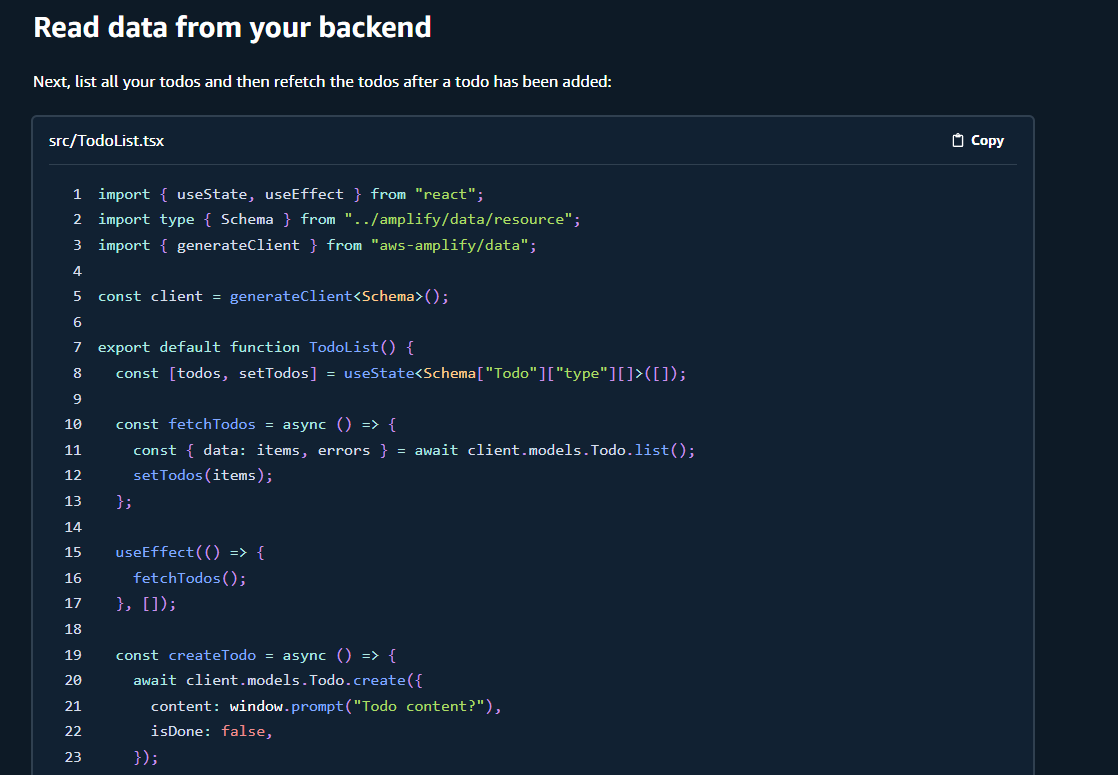 Read data from your backend
Next, list all your todos and then refetch the todos after a todo has been added:
src/TodoList.tsx
Copy
1 import { useState, useEffect } from "react";
2 import type { Schema } from "../amplify/data/resource";
3 import { generateClient } from "aws-amplify/data";
4
5 const client = generateClient<Schema>();
6
7 export default function TodoList() {
8   const [todos, setTodos] = useState<Schema["Todo"]["type"][]>([]);
9
10   const fetchTodos = async () => {
11     const { data: items, errors } = await client.models.Todo.list();
12     setTodos(items);
13   };
14
15   useEffect(() => {
16     fetchTodos();
17   }, []);
18
19   const createTodo = async () => {
20     await client.models.Todo.create({
21       content: window.prompt("Todo content?"),
22       isDone: false,
23     });